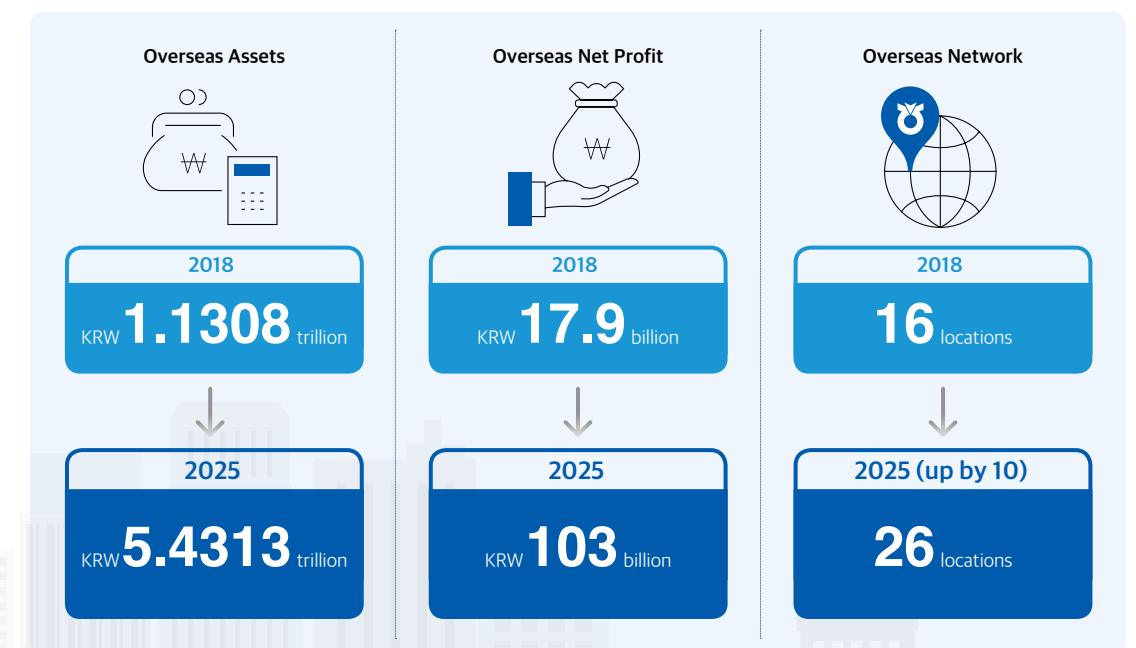 Overseas Assets
₩
2018
KRW 1.1308 trillion
2025
KRW 5.4313 trillion
Overseas Net Profit
₩
2018
KRW 17.9 billion
2025
KRW 103 billion
Overseas Network
2018
16 locations
2025 (up by 10)
26 locations